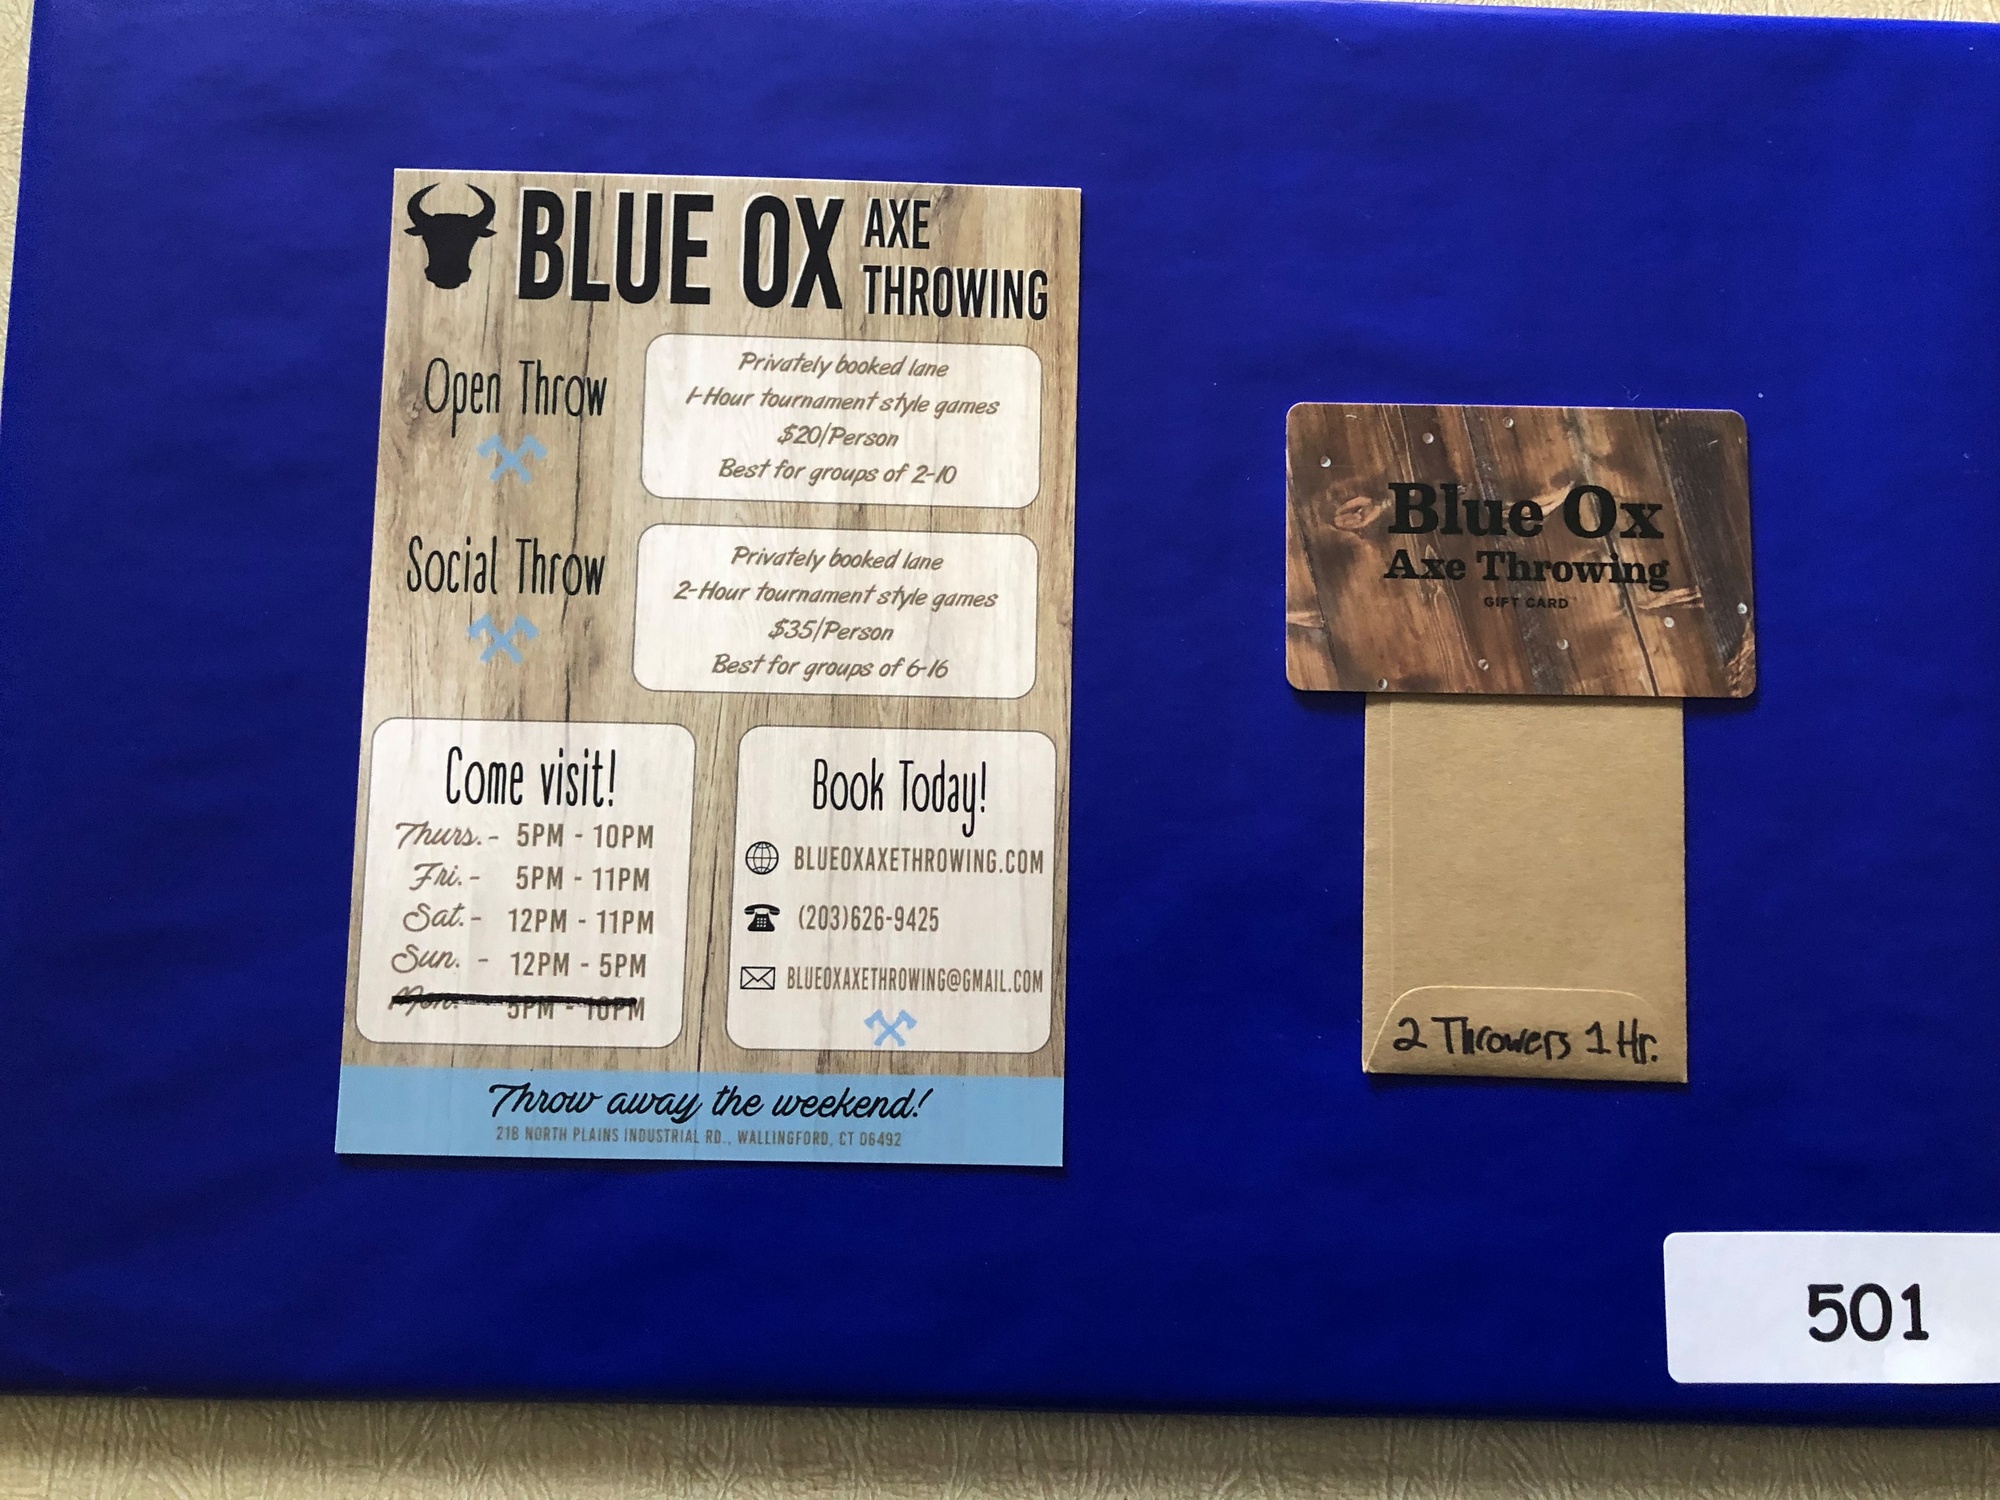 BLUE OX AXE THROWING
Open Throw
Privately booked lane
1-Hour tournament style games
$20/Person
Best for groups of 2-10
Social Throw
Privately booked lane
2-Hour tournament style games
$35/Person
Best for groups of 6-16
Come visit!
Thurs. - 5PM - 10PM
Fri. - 5PM - 11PM
Sat. - 12PM - 11PM
Sun. - 12PM - 5PM
Mon. 5PM - 10PM
Book Today!
BLUEOXAXETHROWING.COM
(203)626-9425
BLUEOXAXETHROWING@GMAIL.COM
Throw away the weekend!
21B NORTH PLAINS INDUSTRIAL RD., WALLINGFORD, CT 06492
Blue Ox
Axe Throwing
GIFT CARD
2 Throwers 1 Hr.
501